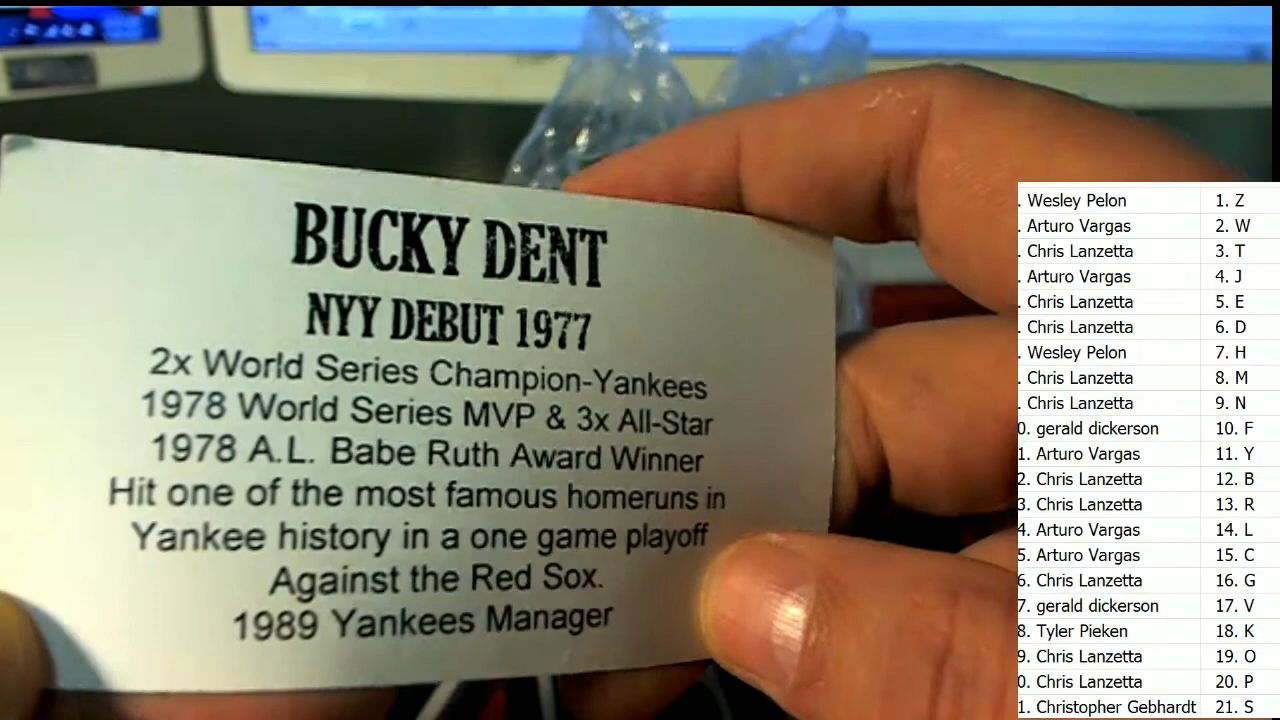 BUCKY DENT
NYY DEBUT 1977
2x World Series Champion-Yankees
1978 World Series MVP & 3x All-Star
1978 A.L. Babe Ruth Award Winner
Hit one of the most famous homeruns in
Yankee history in a one game playoff
Against the Red Sox.
1989 Yankees Manager
. Wesley Pelon 1. Z
. Arturo Vargas 2. W
. Chris Lanzetta 3. T
. Arturo Vargas 4. J
. Chris Lanzetta 5. E
. Chris Lanzetta 6. D
. Wesley Pelon 7. H
. Chris Lanzetta 8. M
. Chris Lanzetta 9. N
0. gerald dickerson 10. F
1. Arturo Vargas 11. Y
2. Chris Lanzetta 12. B
3. Chris Lanzetta 13. R
4. Arturo Vargas 14. L
5. Arturo Vargas 15. C
6. Chris Lanzetta 16. G
7. gerald dickerson 17. V
8. Tyler Pieken 18. K
9. Chris Lanzetta 19. O
0. Chris Lanzetta 20. P
1. Christopher Gebhardt 21. S